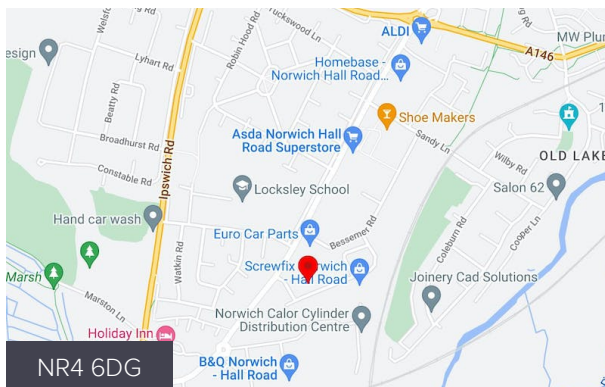 Welsfo
Robin Hood Rd
Tuckswood Ln
ALDI
A146
MW Plum
esign
Lyhart Rd
Homebase -
Norwich Hall Road...
Beatty Rd
Shoe Makers
Asda Norwich Hall
Road Superstore
Sandy Ln
Broadhurst Rd
Ipswich Rd
Constable Rd
Wilby Rd
OLD LAKE
Locksley School
Salon 62
Hand car wash
Euro Car Parts
Bessemer Rd
Coleburn Rd
Cooper Ln
Watkin Rd
Marsh
Screwfix Norwich
- Hall Road
Joinery Cad Solutions
Marston Ln
Norwich Calor Cylinder
Distribution Centre
Holiday Inn
B&Q Norwich
- Hall Road
NR4 6DG